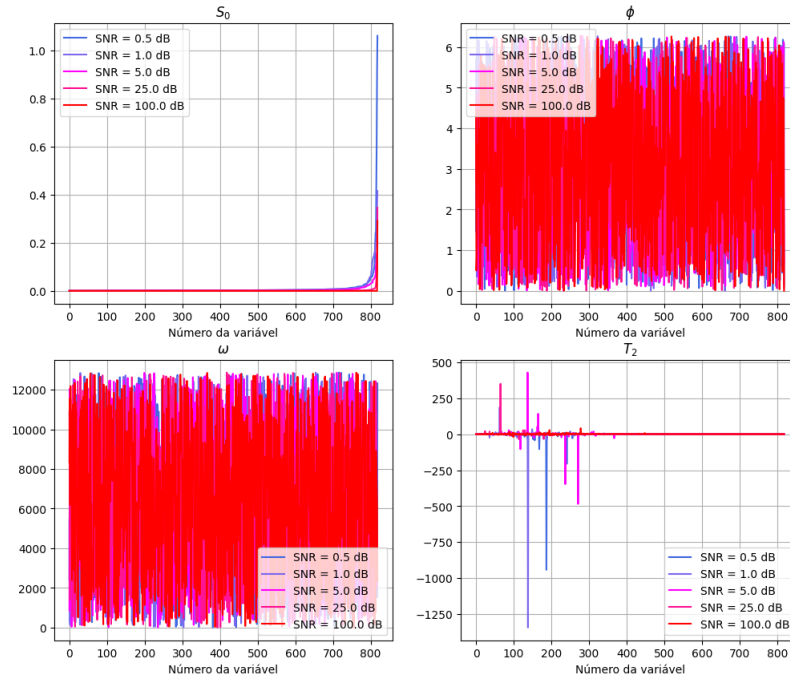 S₀
SNR = 0.5 dB
SNR = 1.0 dB
SNR = 5.0 dB
SNR = 25.0 dB
SNR = 100.0 dB
1.0
0.8
0.6
0.4
0.2
0.0
0 100 200 300 400 500 600 700 800
Número da variável
ϕ
SNR = 0.5 dB
SNR = 1.0 dB
SNR = 5.0 dB
SNR = 25.0 dB
SNR = 100.0 dB
6
5
4
3
2
1
0
0 100 200 300 400 500 600 700 800
Número da variável
ω
12000
10000
8000
6000
4000
2000
0
SNR = 0.5 dB
SNR = 1.0 dB
SNR = 5.0 dB
SNR = 25.0 dB
SNR = 100.0 dB
0 100 200 300 400 500 600 700 800
Número da variável
T₂
500
250
0
−250
−500
−750
−1000
−1250
SNR = 0.5 dB
SNR = 1.0 dB
SNR = 5.0 dB
SNR = 25.0 dB
SNR = 100.0 dB
0 100 200 300 400 500 600 700 800
Número da variável